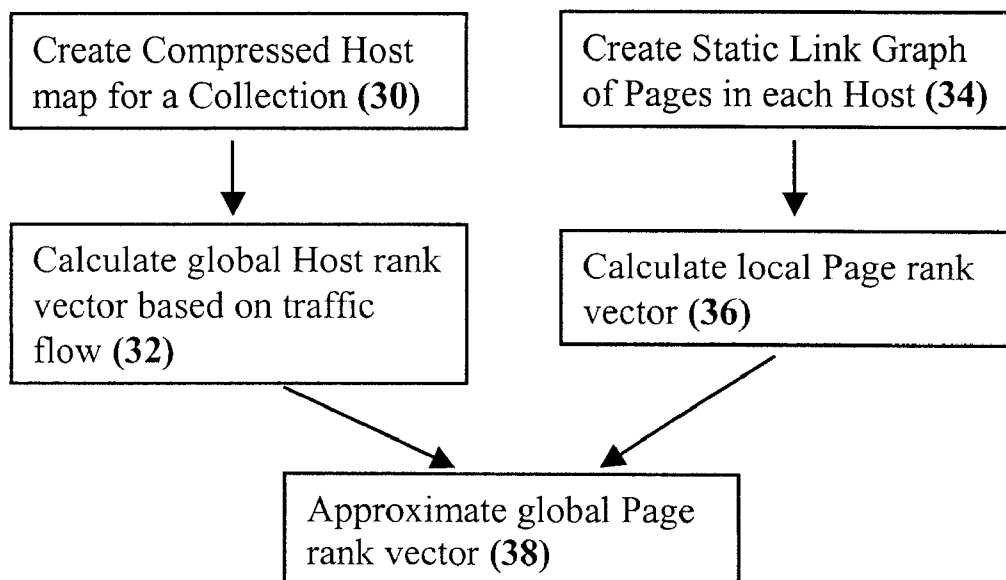 Create Compressed Host
map for a Collection (30)
Create Static Link Graph
of Pages in each Host (34)
Calculate global Host rank
vector based on traffic
flow (32)
Calculate local Page rank
vector (36)
Approximate global Page
rank vector (38)